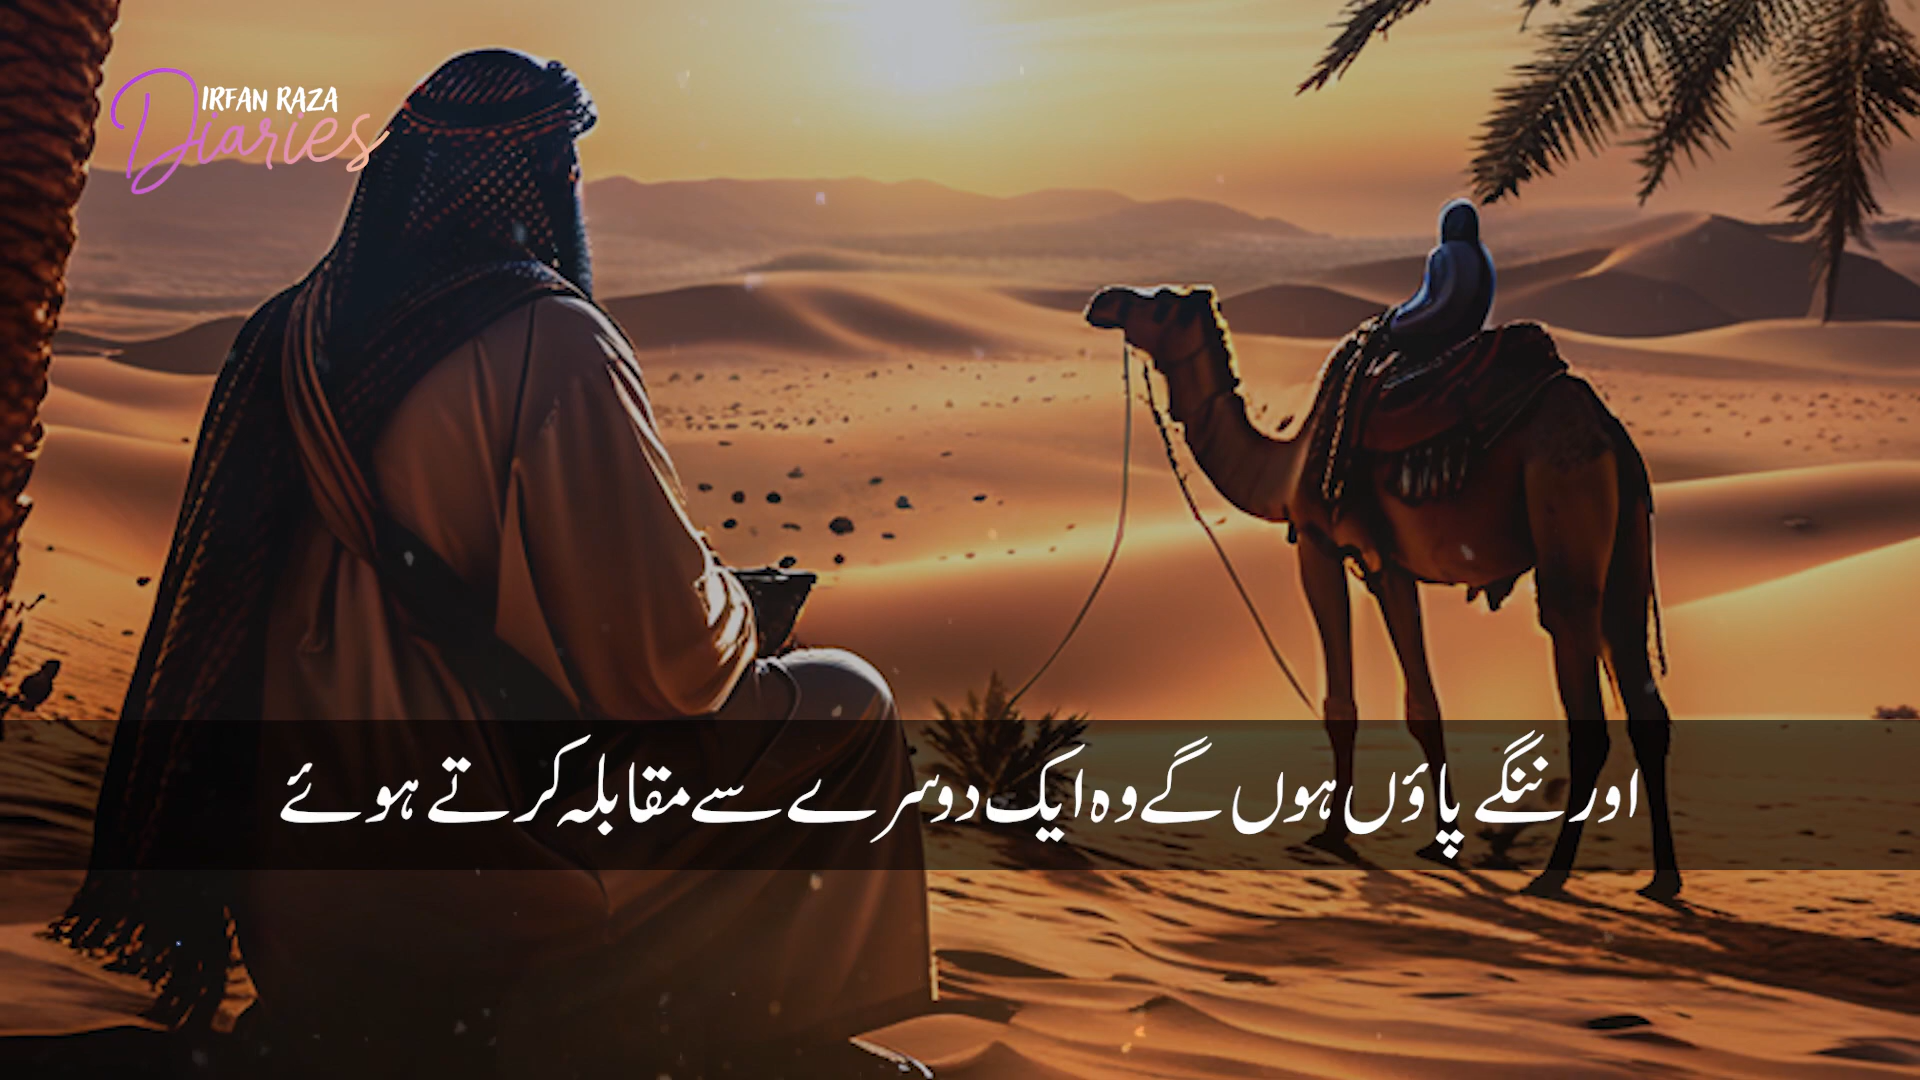 IRFAN RAZA
Diaries
اور ننگے پاؤں ہوں گے وہ ایک دوسرے سے مقابلہ کرتے ہوئے